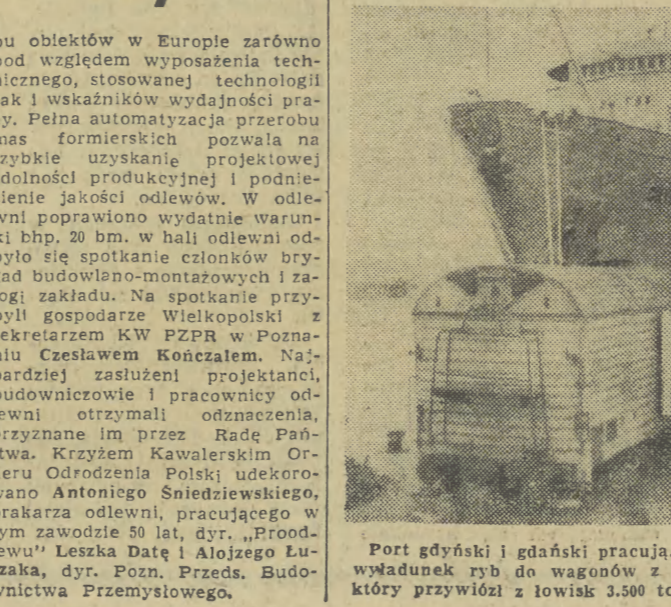 pu obiektów w Europie zarówno
pod względem wyposażenia tech-
nicznego, stosowanej technologii
jak i wskaźników wydajności pra-
cy. Pełna automatyzacja przerobu
mas formierskich pozwala na
szybkie uzyskanie projektowej
zdolności produkcyjnej i podnie-
sienie jakości odlewów. W odle-
wni poprawiono wydatnie warun-
ki bhp. 20 bm. w hali odlewni od-
było się spotkanie członków bry-
gad budowlano-montażowych i za-
łogi zakładu. Na spotkanie przy-
byli gospodarze Wielkopolski z
sekretarzem KW PZPR w Pozna-
niu Czesławem Kończalem. Naj-
bardziej zasłużeni projektanci,
budowniczowie i pracownicy od-
lewni otrzymali odznaczenia,
przyznane im przez Radę Pań-
stwa. Krzyżem Kawalerskim Or-
deru Odrodzenia Polski udekoro-
wano Antoniego Śniedziewskiego,
brakarza odlewni, pracującego w
tym zawodzie 50 lat, dyr. „Prood-
lewu” Leszka Datę i Alojzego Łu-
czaka, dyr. Pozn. Przeds. Budo-
wnictwa Przemysłowego.
Port gdyński i gdański pracują
wyładunek ryb do wagonów z
który przywiózł z łowisk 3.500 to